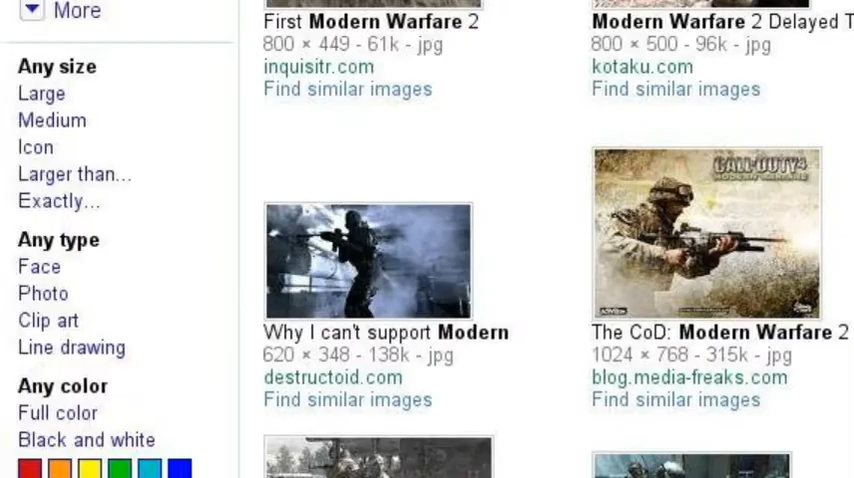 More
Any size
Large
Medium
Icon
Larger than...
Exactly...
Any type
Face
Photo
Clip art
Line drawing
Any color
Full color
Black and white
First Modern Warfare 2
800 × 449 - 61k - jpg
inquisitr.com
Find similar images
Modern Warfare 2 Delayed T
800 × 500 - 96k - jpg
kotaku.com
Find similar images
Why I can't support Modern
620 × 348 - 138k - jpg
destructoid.com
Find similar images
CALL OF DUTY 4
MODERN WARFARE
ACTIVISION
The CoD: Modern Warfare 2
1024 × 768 - 315k - jpg
blog.media-freaks.com
Find similar images